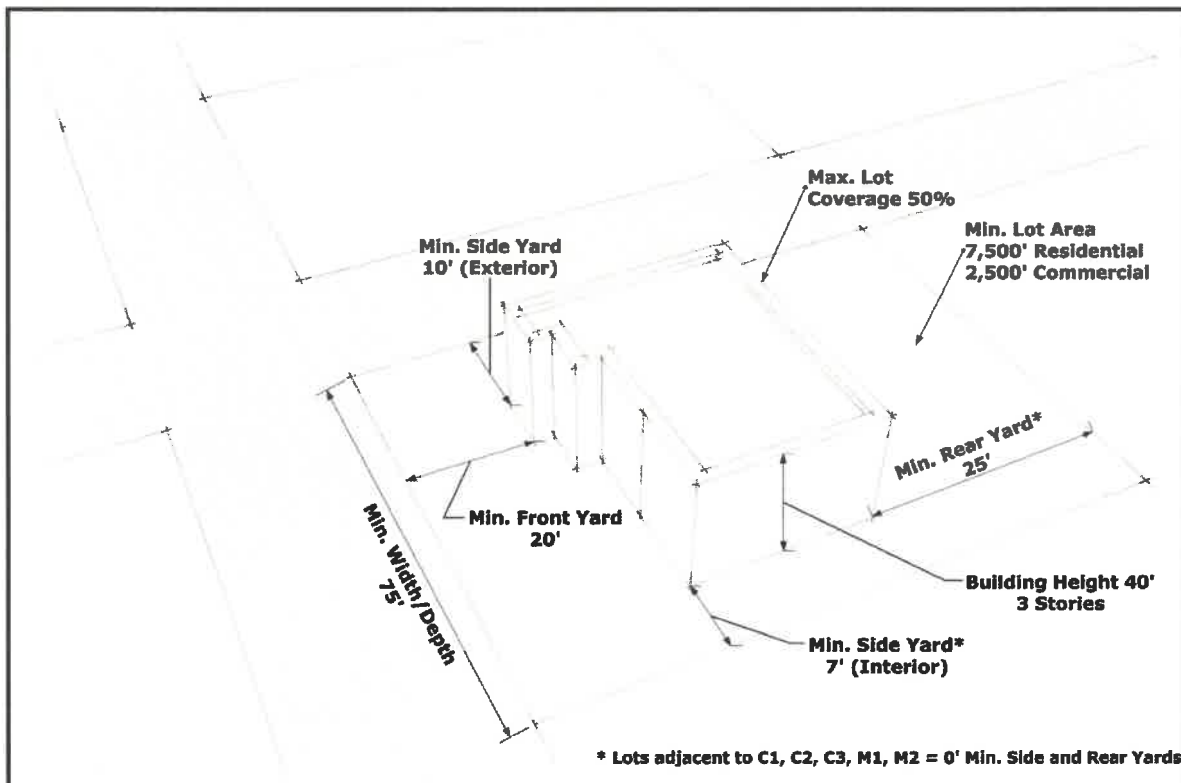 Max. Lot
Coverage 50%
Min. Lot Area
7,500' Residential
2,500' Commercial
Min. Side Yard
10' (Exterior)
Min. Rear Yard*
25'
Min. Front Yard
20'
Min. Width/Depth
75'
Building Height 40'
3 Stories
Min. Side Yard*
7' (Interior)
* Lots adjacent to C1, C2, C3, M1, M2 = 0' Min. Side and Rear Yards